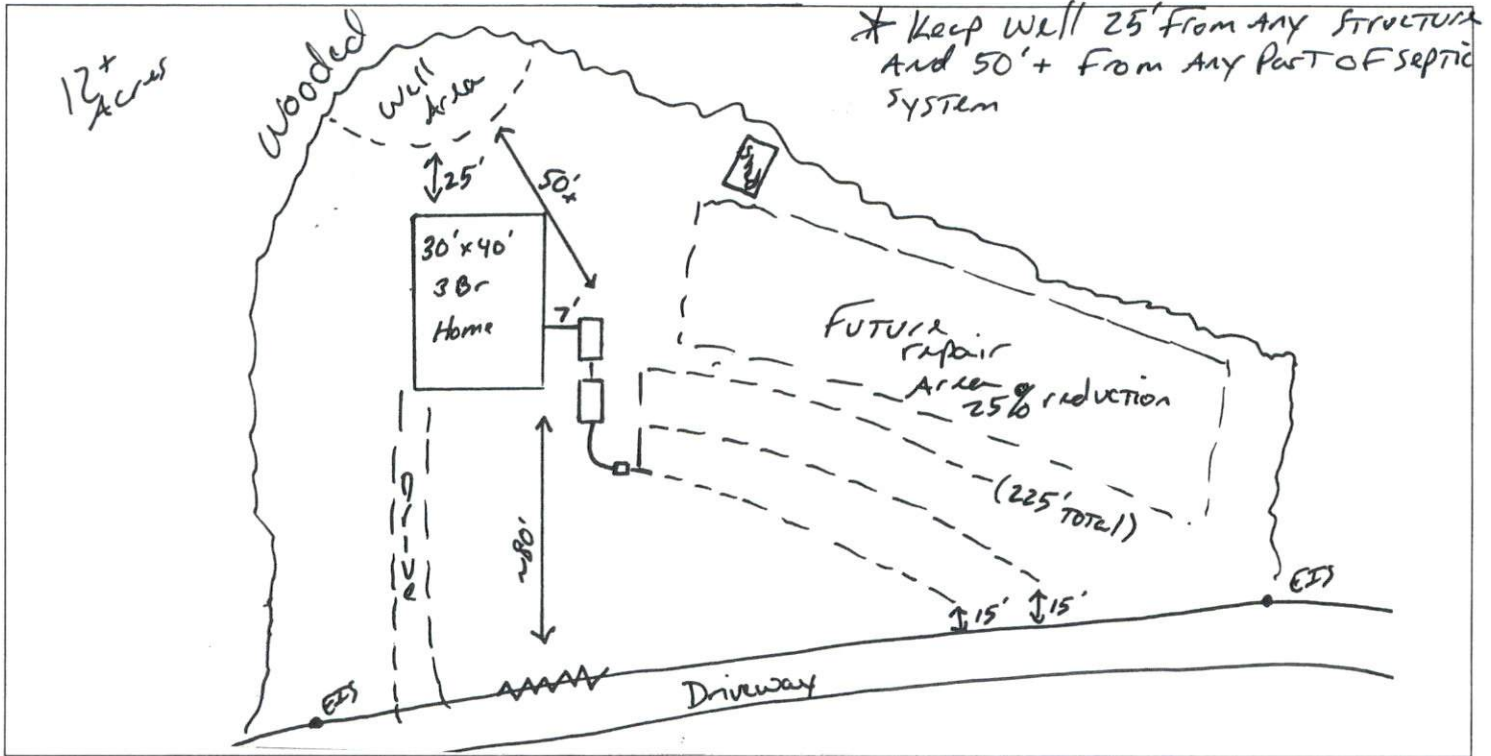 12+
Acres
Wooded
Well
Area
* Keep Well 25' From Any Structure
And 50'+ From Any Part OF septic
system
25'
50'+
30'x40'
3 Br
Home
7'
Future
repair
Area
25% reduction
(225'
Total)
Drive
~80'
15'
15'
EIS
EIS
Driveway